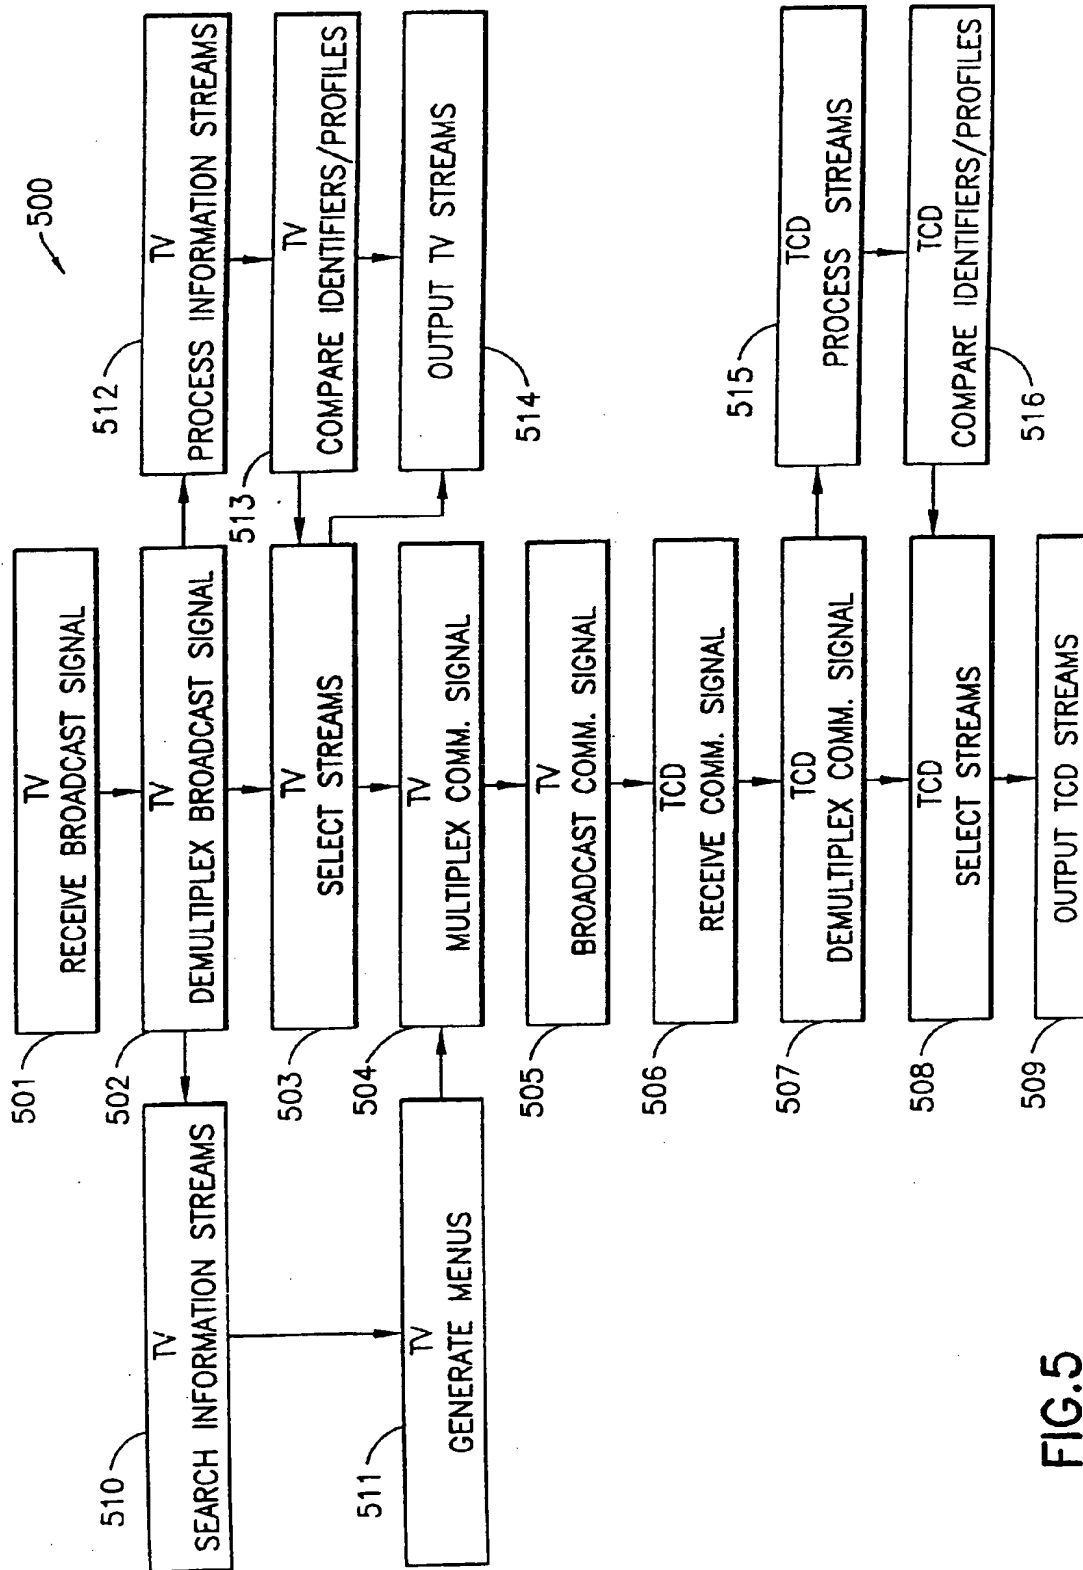 500
501
TV
RECEIVE BROADCAST SIGNAL
502
TV
DEMULTIPLEX BROADCAST SIGNAL
503
TV
SELECT STREAMS
504
TV
MULTIPLEX COMM. SIGNAL
505
TV
BROADCAST COMM. SIGNAL
506
TCD
RECEIVE COMM. SIGNAL
507
TCD
DEMULTIPLEX COMM. SIGNAL
508
TCD
SELECT STREAMS
509
OUTPUT TCD STREAMS
510
TV
SEARCH INFORMATION STREAMS
511
TV
GENERATE MENUS
512
TV
PROCESS INFORMATION STREAMS
513
TV
COMPARE IDENTIFIERS/PROFILES
514
OUTPUT TV STREAMS
515
TCD
PROCESS STREAMS
516
TCD
COMPARE IDENTIFIERS/PROFILES
FIG.5